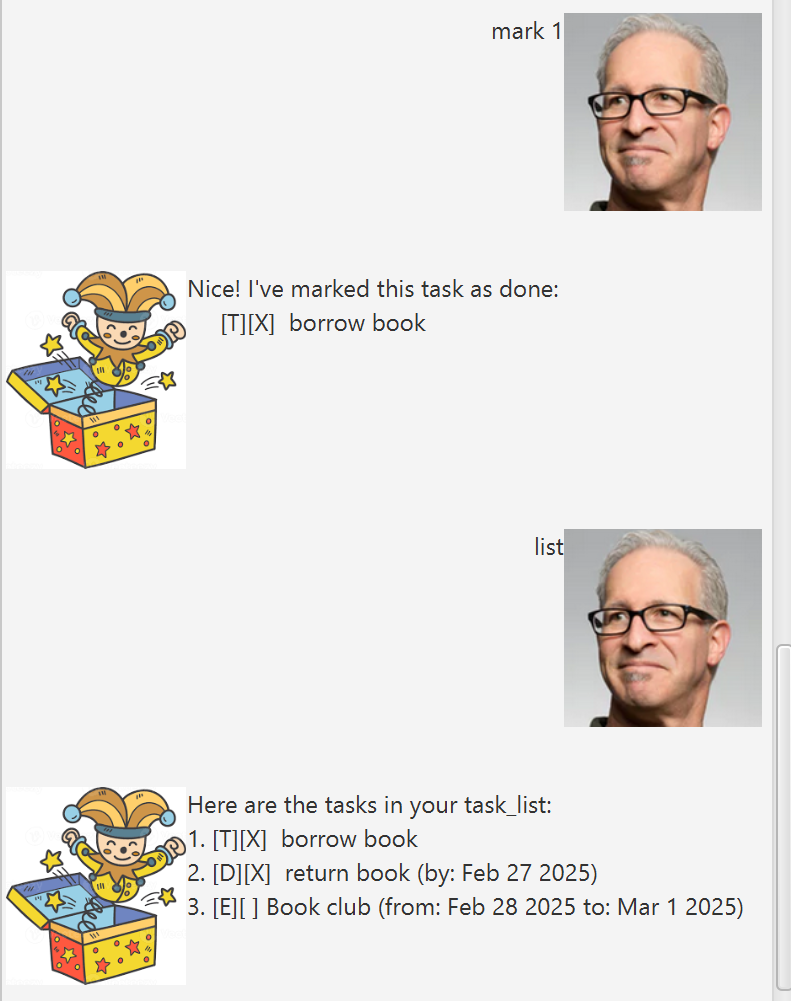 mark 1
Nice! I've marked this task as done:
[T][X]  borrow book
list
Here are the tasks in your task_list:
1. [T][X]  borrow book
2. [D][X]  return book (by: Feb 27 2025)
3. [E][ ] Book club (from: Feb 28 2025 to: Mar 1 2025)